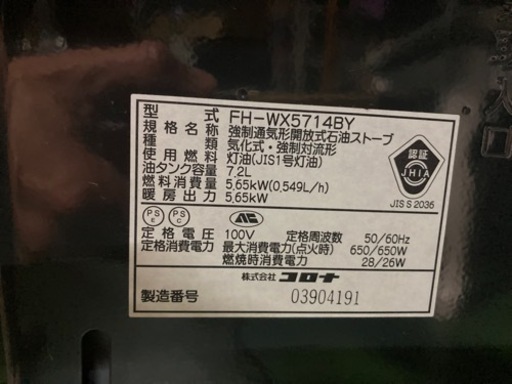 型式 FH-WX5714BY
規格名 強制通気形開放式石油ストーブ
種類 気化式・強制対流形
使用燃料 灯油(JIS1号灯油)
油タンク容量 7,2L
燃料消費量 5,65kW(0,549L/h)
暖房出力 5,65kW
認証
JHIA
JIS S 2036
PS E PS C
定格電圧 100V 定格周波数 50/60Hz
定格消費電力 最大消費電力(点火時) 650/650W
燃焼時消費電力 28/26W
株式会社 コロナ
製造番号 03904191